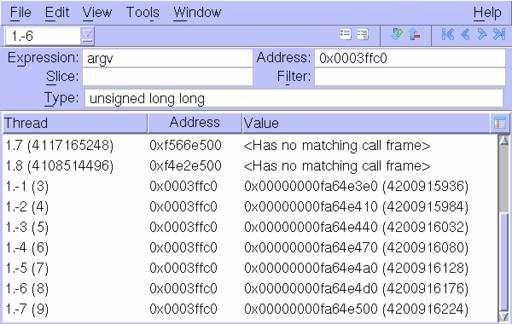 File Edit View Tools Window Help
1.-6
Expression: argv Address: 0x0003ffc0
Slice: Filter:
Type: unsigned long long
Thread Address Value
1.7 (4117165248) 0xf566e500 <Has no matching call frame>
1.8 (4108514496) 0xf4e2e500 <Has no matching call frame>
1.-1 (3) 0x0003ffc0 0x00000000fa64e3e0 (4200915936)
1.-2 (4) 0x0003ffc0 0x00000000fa64e410 (4200915984)
1.-3 (5) 0x0003ffc0 0x00000000fa64e440 (4200916032)
1.-4 (6) 0x0003ffc0 0x00000000fa64e470 (4200916080)
1.-5 (7) 0x0003ffc0 0x00000000fa64e4a0 (4200916128)
1.-6 (8) 0x0003ffc0 0x00000000fa64e4d0 (4200916176)
1.-7 (9) 0x0003ffc0 0x00000000fa64e500 (4200916224)